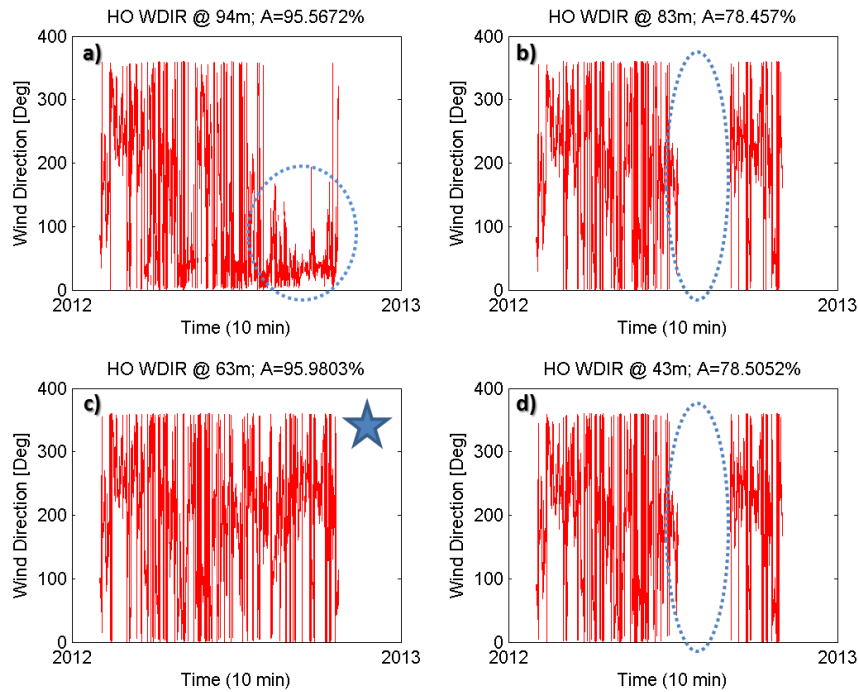 HO WDIR @ 94m; A=95.5672%
a)
400
300
200
100
0
Wind Direction [Deg]
2012
2013
Time (10 min)
HO WDIR @ 83m; A=78.457%
b)
400
300
200
100
0
Wind Direction [Deg]
2012
2013
Time (10 min)
HO WDIR @ 63m; A=95.9803%
c)
400
300
200
100
0
Wind Direction [Deg]
2012
2013
Time (10 min)
HO WDIR @ 43m; A=78.5052%
d)
400
300
200
100
0
Wind Direction [Deg]
2012
2013
Time (10 min)